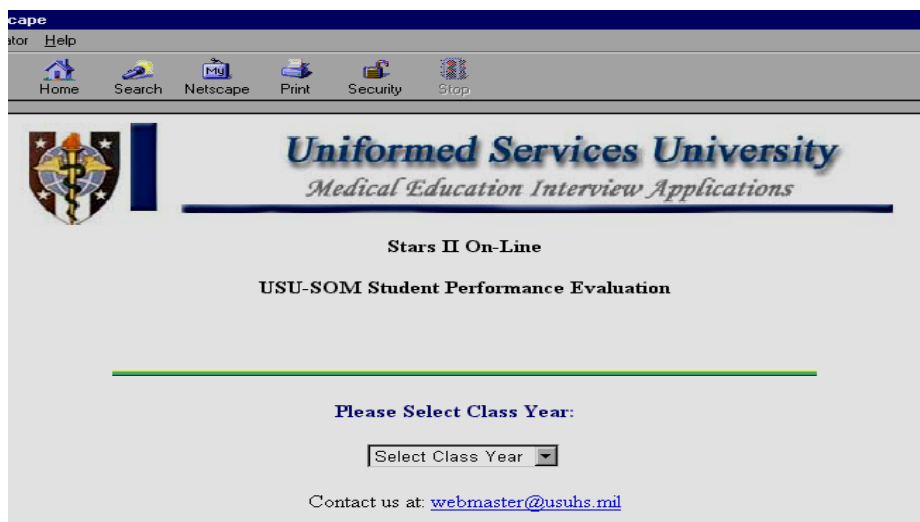 cape
ator Help
My
Home Search Netscape Print Security Stop
Uniformed Services University
Medical Education Interview Applications
Stars II On-Line
USU-SOM Student Performance Evaluation
Please Select Class Year:
Select Class Year
Contact us at: webmaster@usuhs.mil